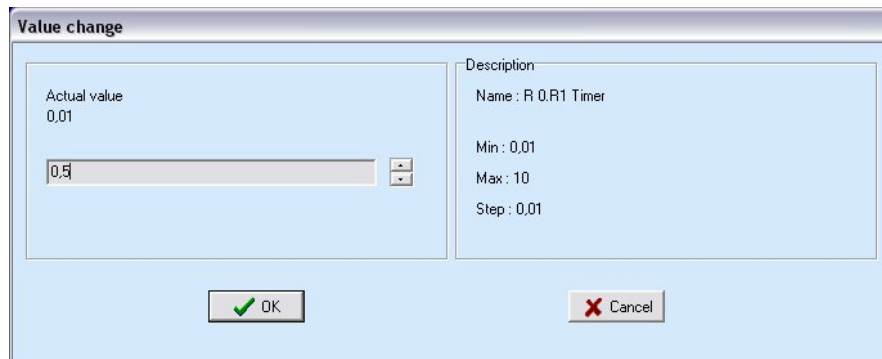 Value change
Actual value
0,01
0,5
Description
Name : R 0.R1 Timer
Min : 0,01
Max : 10
Step : 0,01
OK
Cancel